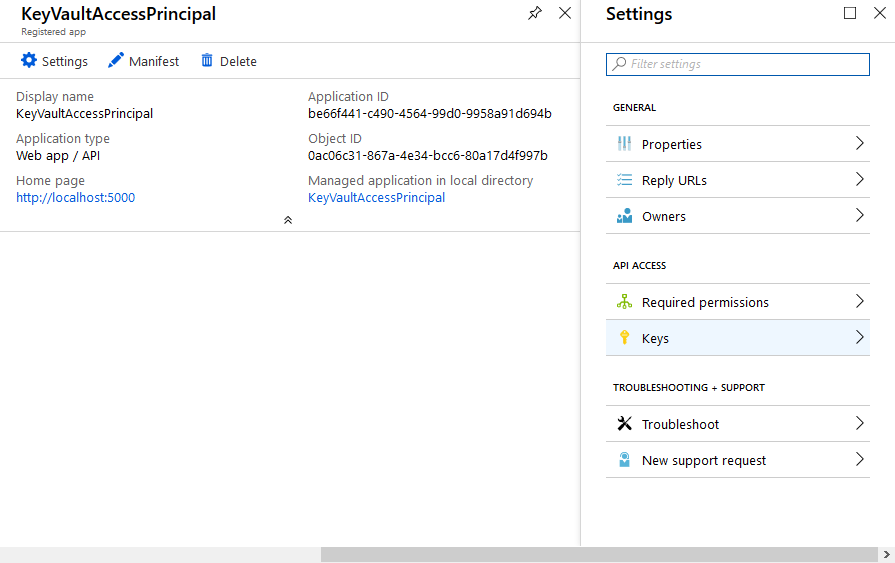 KeyVaultAccessPrincipal
Registered app
Settings
Manifest
Delete
Display name
KeyVaultAccessPrincipal
Application type
Web app / API
Home page
http://localhost:5000
Application ID
be66f441-c490-4564-99d0-9958a91d694b
Object ID
0ac06c31-867a-4e34-bcc6-80a17d4f997b
Managed application in local directory
KeyVaultAccessPrincipal
Settings
Filter settings
GENERAL
Properties
Reply URLs
Owners
API ACCESS
Required permissions
Keys
TROUBLESHOOTING + SUPPORT
Troubleshoot
New support request